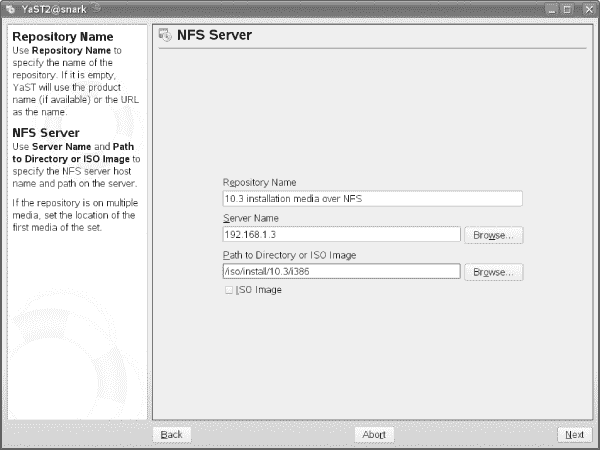 YaST2@snark
Repository Name
Use Repository Name to
specify the name of the
repository. If it is empty,
YaST will use the product
name (if available) or the URL
as the name.
NFS Server
Use Server Name and Path
to Directory or ISO Image to
specify the NFS server host
name and path on the server.
If the repository is on multiple
media, set the location of the
first media of the set.
NFS Server
Repository Name
10.3 installation media over NFS
Server Name
192.168.1.3
Browse...
Path to Directory or ISO Image
/iso/install/10.3/i386
Browse...
ISO Image
Back
Abort
Next